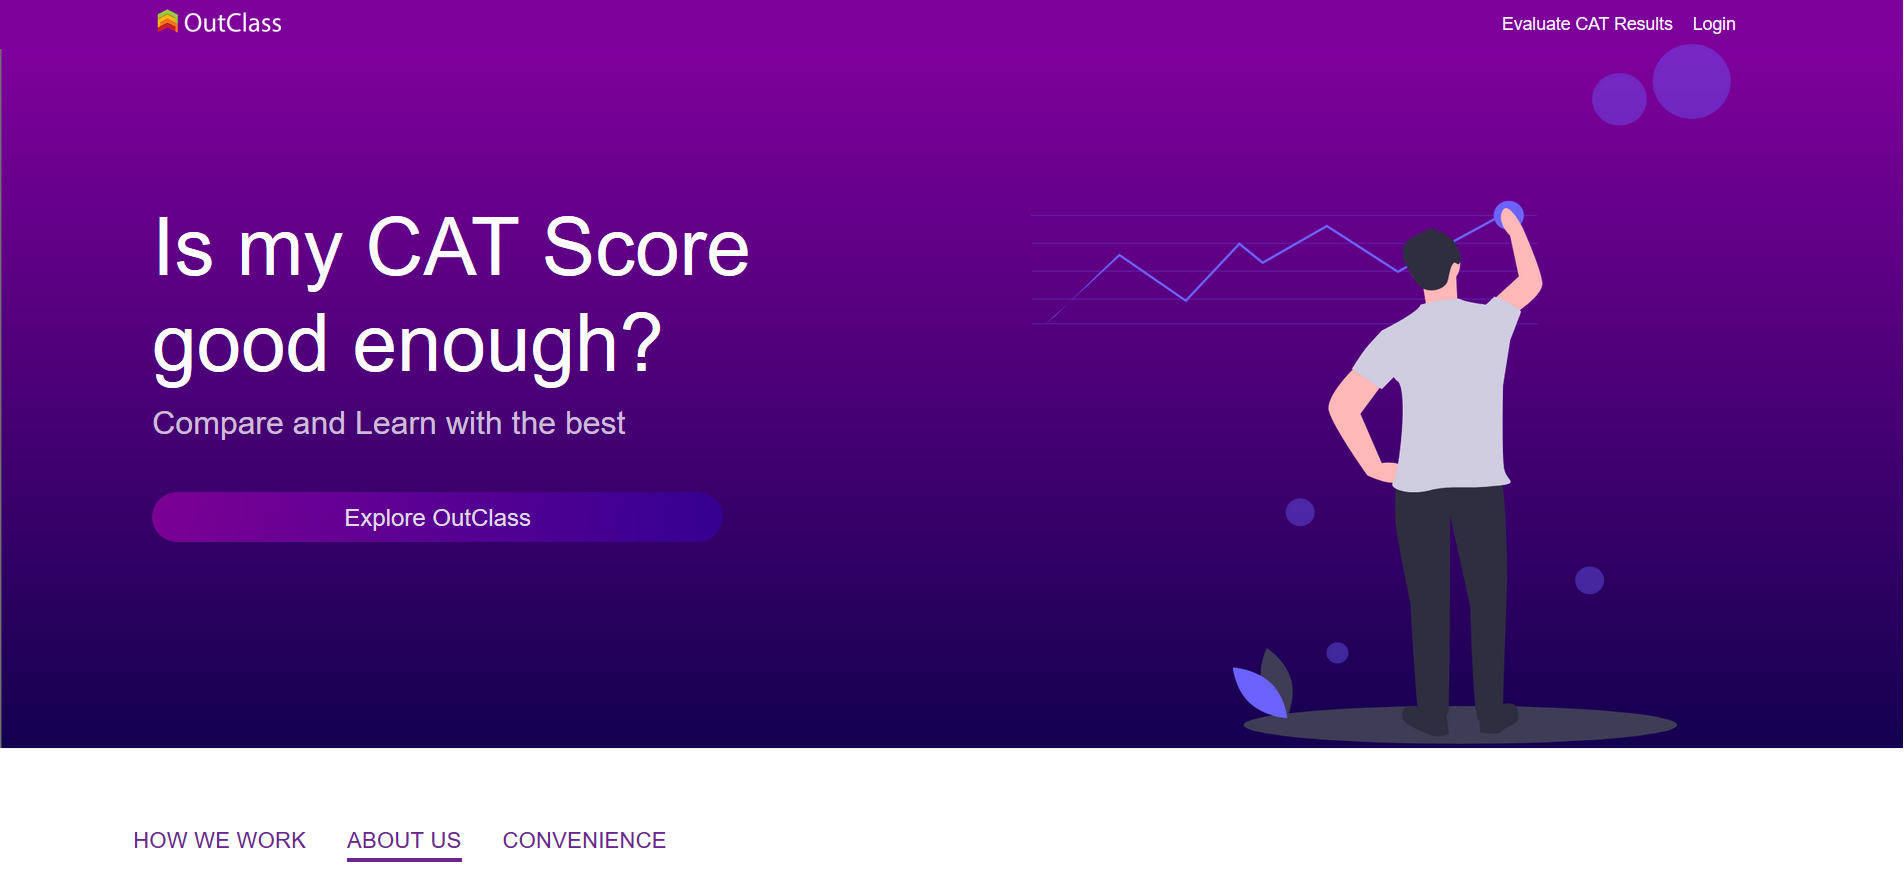 OutClass
Evaluate CAT Results Login
Is my CAT Score
good enough?
Compare and Learn with the best
Explore OutClass
HOW WE WORK ABOUT US CONVENIENCE